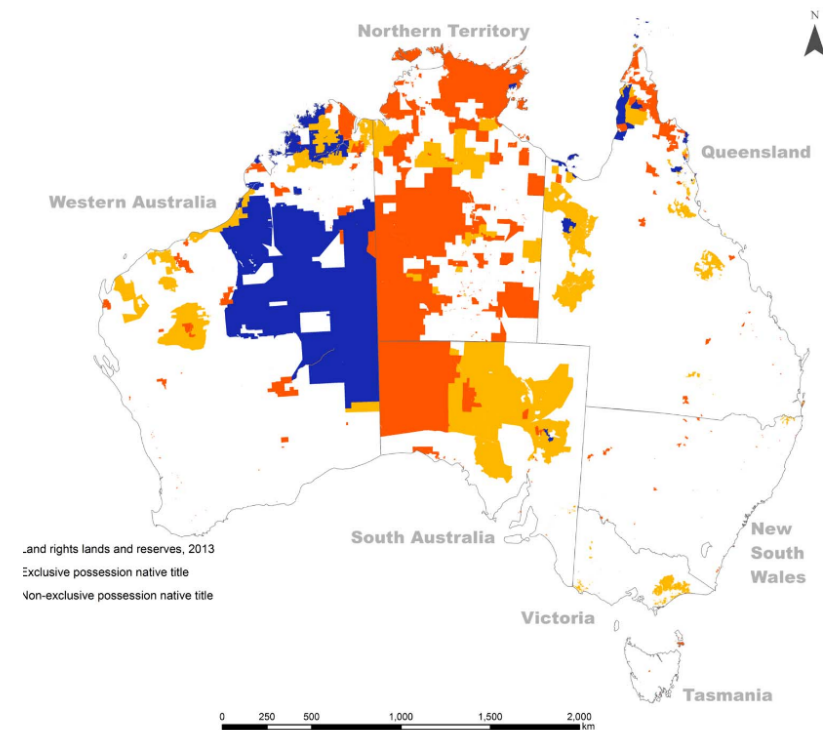 N
Northern Territory
Queensland
Western Australia
Land rights lands and reserves, 2013
Exclusive possession native title
Non-exclusive possession native title
South Australia
New
South
Wales
Victoria
Tasmania
0 250 500 1,000 1,500 2,000
km